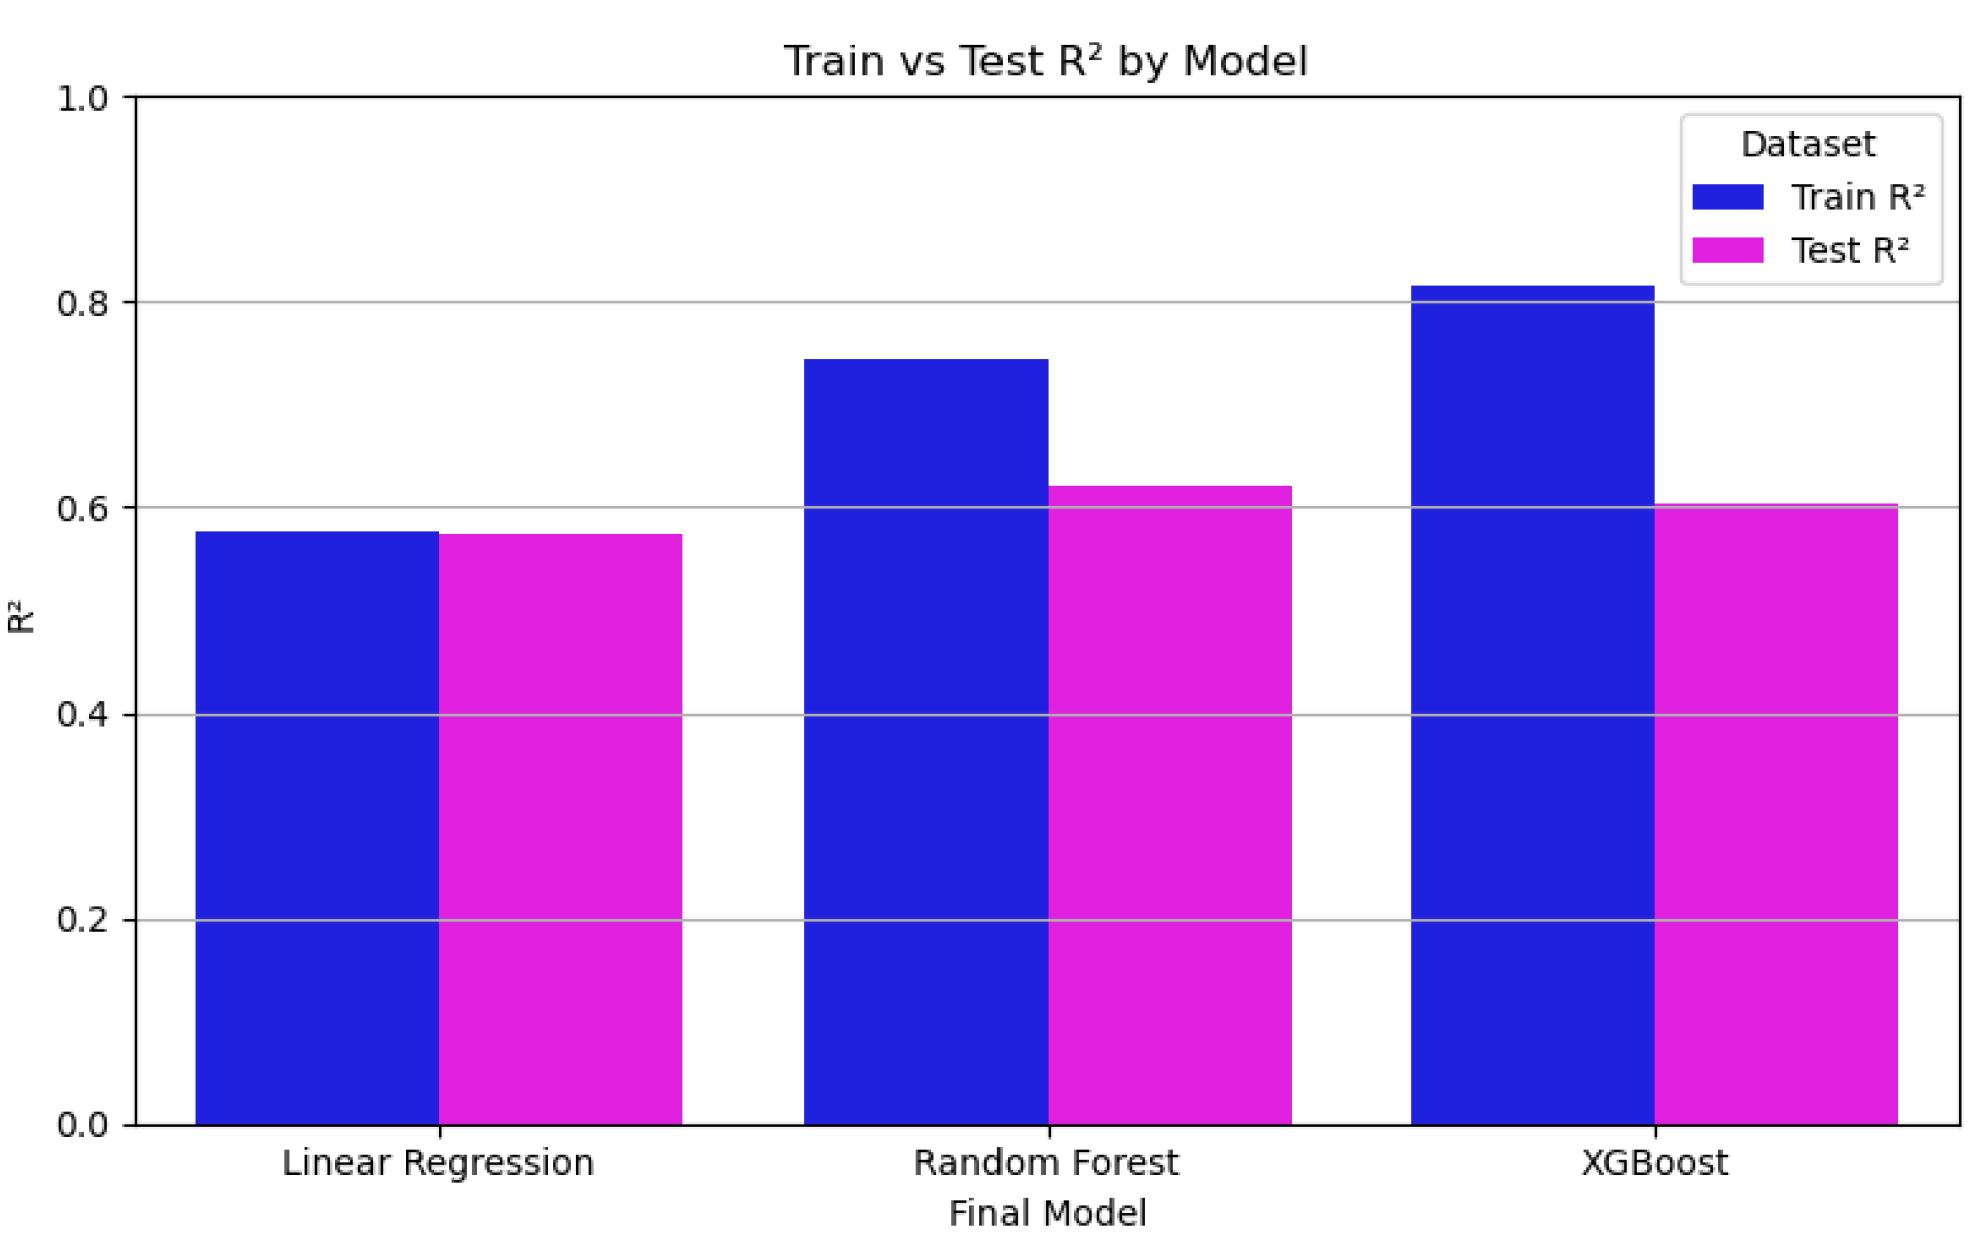 Train vs Test R² by Model
1.0
0.8
0.6
0.4
0.2
0.0
R²
Dataset
Train R²
Test R²
Linear Regression
Random Forest
XGBoost
Final Model